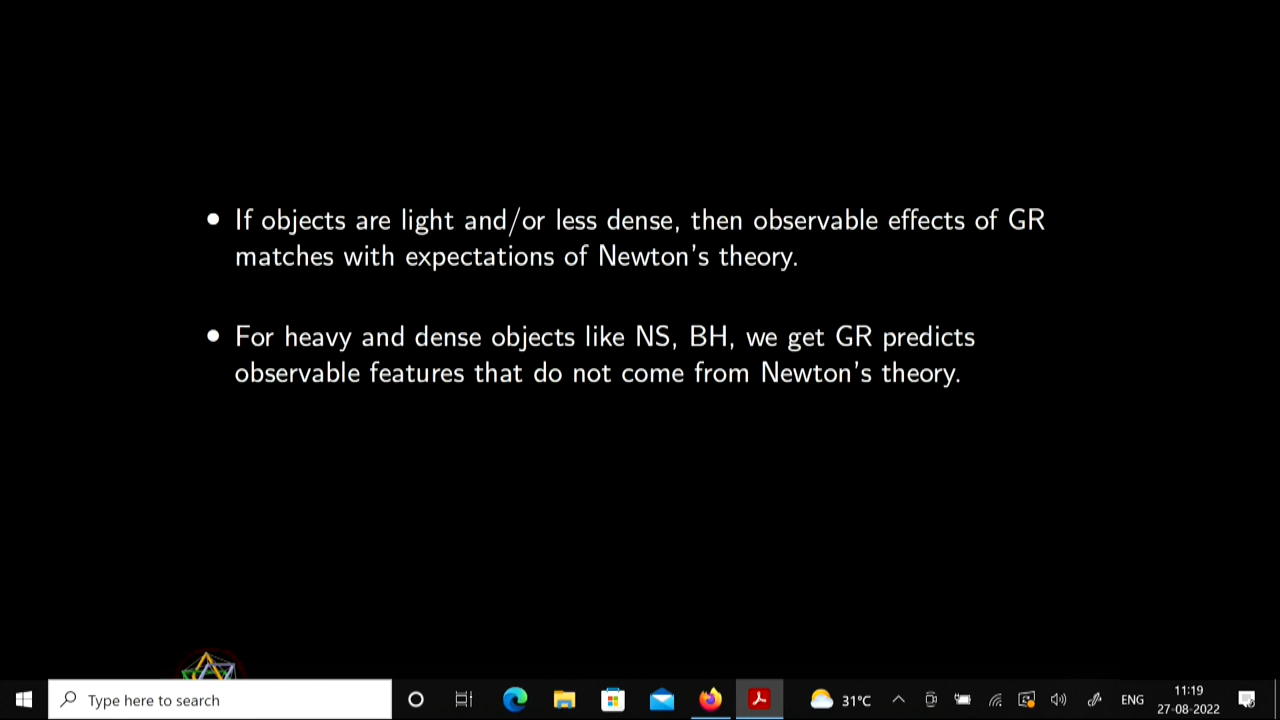 • If objects are light and/or less dense, then observable effects of GR
matches with expectations of Newton's theory.
• For heavy and dense objects like NS, BH, we get GR predicts
observable features that do not come from Newton's theory.
Type here to search
31°C
ENG
11:19
27-08-2022